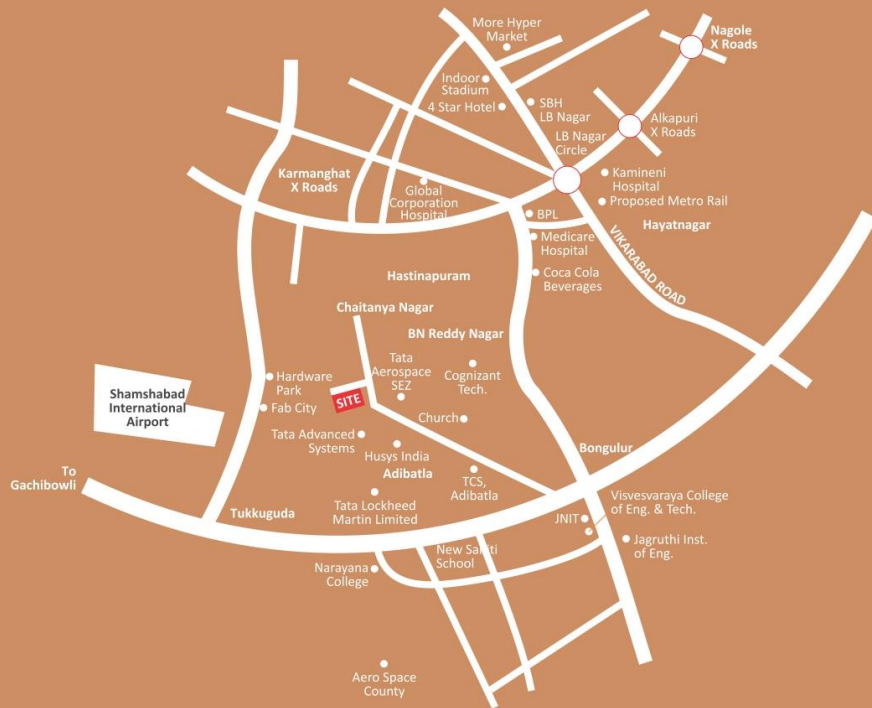 More Hyper
Market
Nagole
X Roads
Indoor
Stadium
4 Star Hotel
SBH
LB Nagar
LB Nagar
Circle
Alkapuri
X Roads
Karmanghat
X Roads
Global
Corporation
Hospital
Kamineni
Hospital
Proposed Metro Rail
BPL
Hayatnagar
Medicare
Hospital
VIKARABAD ROAD
Hastinapuram
Coca Cola
Beverages
Chaitanya Nagar
BN Reddy Nagar
Tata
Aerospace
SEZ
Cognizant
Tech.
Hardware
Park
Shamshabad
International
Airport
SITE
Fab City
Church
Tata Advanced
Systems
Husys India
Bongulur
To
Gachibowli
Adibatla
TCS,
Adibatla
Tata Lockheed
Martin Limited
Tukkuguda
Visvesvaraya College
of Eng. & Tech.
JNIT
Jagruthi Inst.
of Eng.
New Sakriti
School
Narayana
College
Aero Space
County